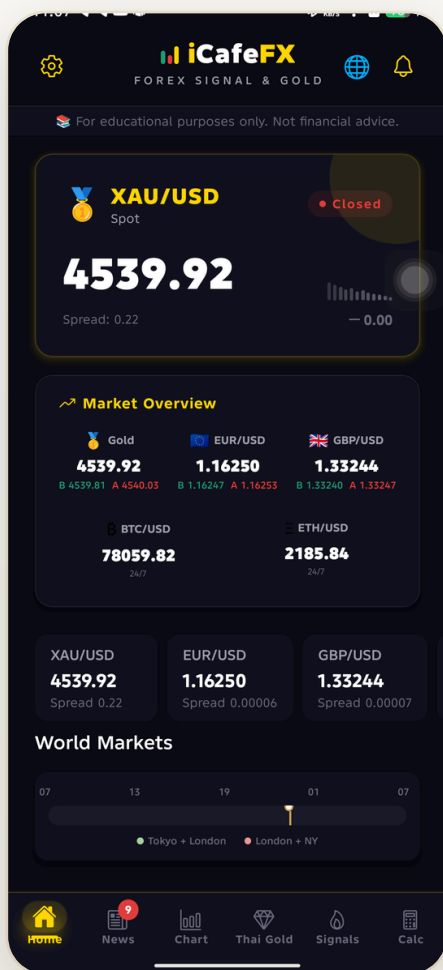 iCafeFX
FOREX SIGNAL & GOLD
For educational purposes only. Not financial advice.
XAU/USD
Spot
Closed
4539.92
Spread: 0.22
— 0.00
Market Overview
Gold EUR/USD GBP/USD
4539.92 1.16250 1.33244
B 4539.81 A 4540.03 B 1.16247 A 1.16253 B 1.33240 A 1.33247
BTC/USD ETH/USD
78059.82 2185.84
24/7 24/7
XAU/USD EUR/USD GBP/USD
4539.92 1.16250 1.33244
Spread 0.22 Spread 0.00006 Spread 0.00007
World Markets
07 13 19 01 07
Tokyo + London London + NY
9
Home News Chart Thai Gold Signals Calc